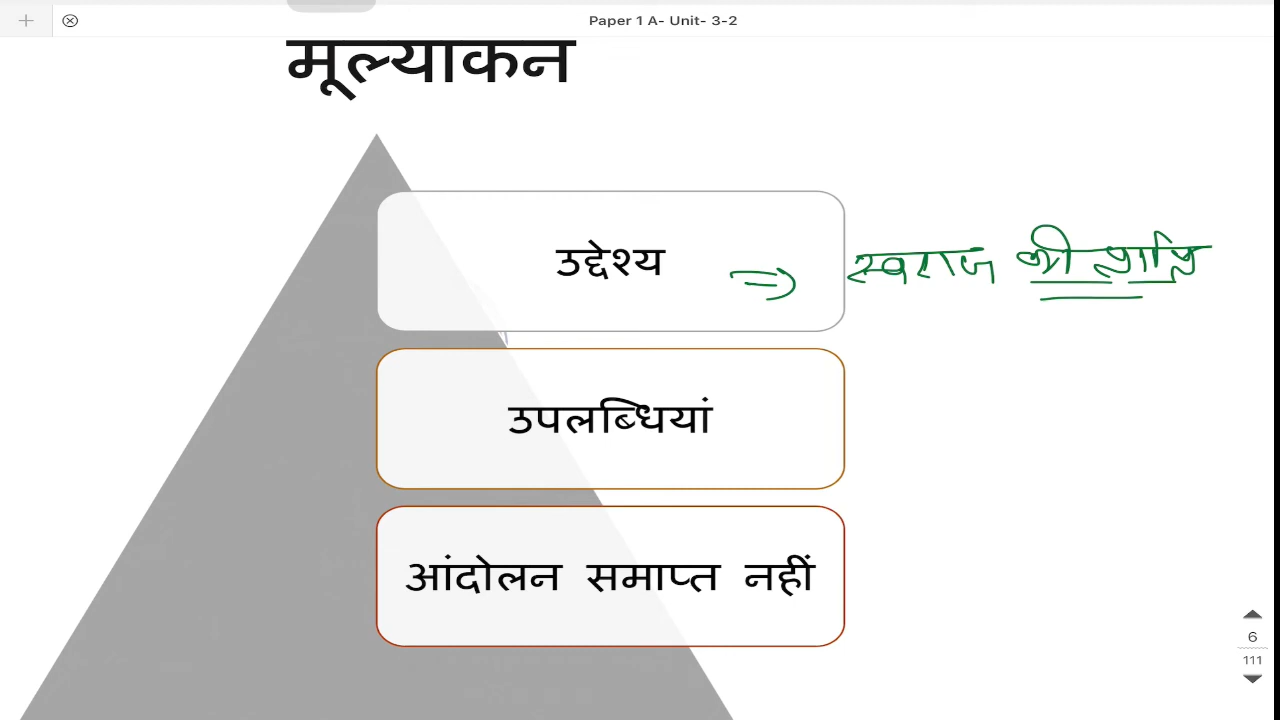 Paper 1 A- Unit- 3-2
मूल्यांकन
उद्देश्य ⇒ स्वराज की प्राप्ति
उपलब्धियां
आंदोलन समाप्त नहीं
6
111